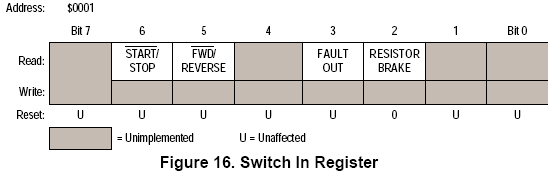 Address: $0001
Bit 7 6 5 4 3 2 1 Bit 0
Read: START/ STOP FWD/ REVERSE FAULT OUT RESISTOR BRAKE
Write:
Reset: U U U U U 0 U U
= Unimplemented U = Unaffected
Figure 16. Switch In Register